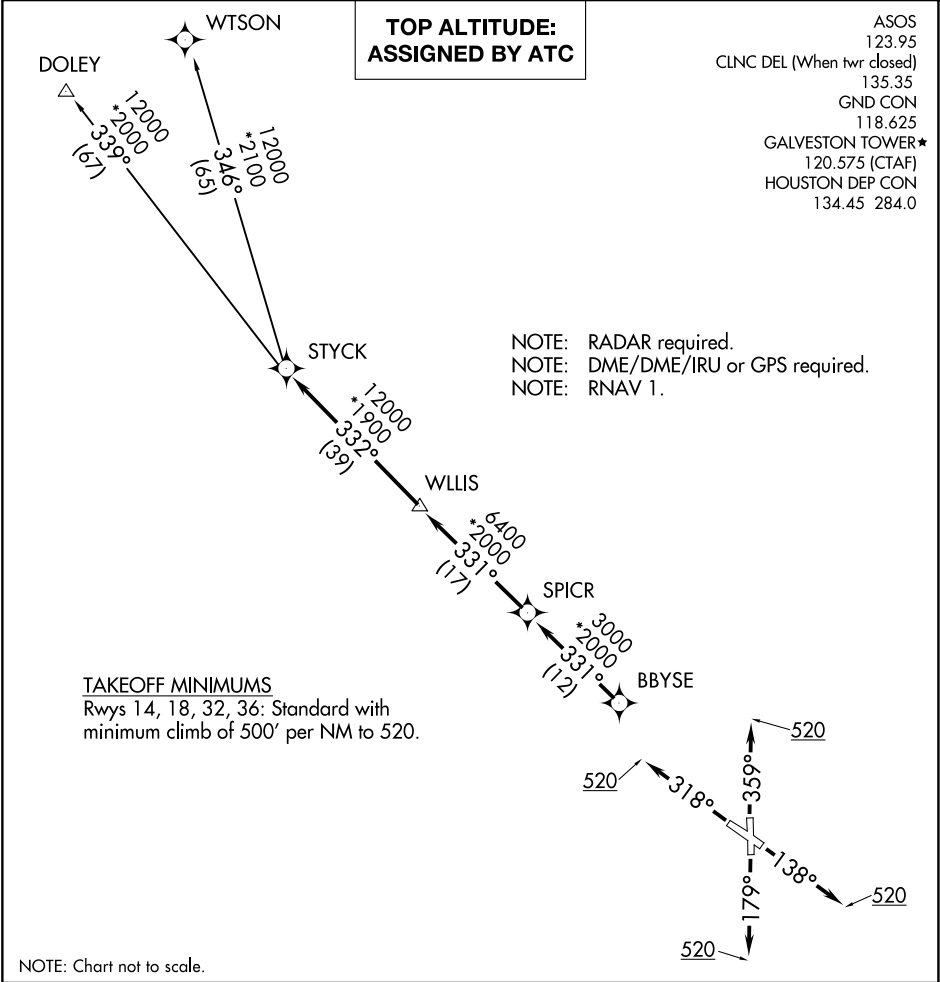 WTSON
TOP ALTITUDE:
ASSIGNED BY ATC
ASOS
123.95
CLNC DEL (When twr closed)
135.35
GND CON
118.625
GALVESTON TOWER★
120.575 (CTAF)
HOUSTON DEP CON
134.45 284.0
DOLEY
12000
*2000
339°
(67)
12000
*2100
346°
(65)
STYCK
NOTE: RADAR required.
NOTE: DME/DME/IRU or GPS required.
NOTE: RNAV 1.
12000
*1900
332°
(39)
WLLIS
6400
*2000
331°
(17)
SPICR
3000
*2000
331°
(12)
BBYSE
TAKEOFF MINIMUMS
Rwys 14, 18, 32, 36: Standard with
minimum climb of 500' per NM to 520.
520
359°
520
318°
138°
520
179°
520
NOTE: Chart not to scale.